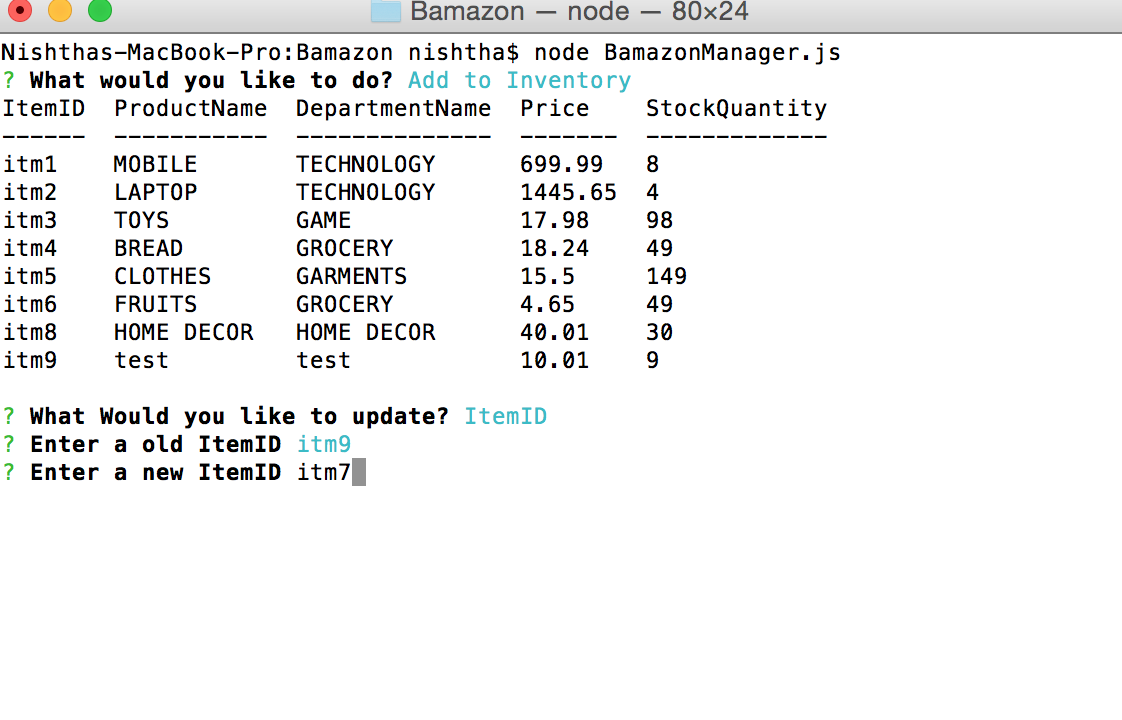 Bamazon — node — 80×24
Nishthas-MacBook-Pro:Bamazon nishtha$ node BamazonManager.js
? What would you like to do? Add to Inventory
ItemID  ProductName  DepartmentName  Price    StockQuantity
------  -----------  --------------  -------  -------------
itm1    MOBILE       TECHNOLOGY      699.99   8
itm2    LAPTOP       TECHNOLOGY      1445.65  4
itm3    TOYS         GAME            17.98    98
itm4    BREAD        GROCERY         18.24    49
itm5    CLOTHES      GARMENTS        15.5     149
itm6    FRUITS       GROCERY         4.65     49
itm8    HOME DECOR   HOME DECOR      40.01    30
itm9    test         test            10.01    9
? What Would you like to update? ItemID
? Enter a old ItemID itm9
? Enter a new ItemID itm7